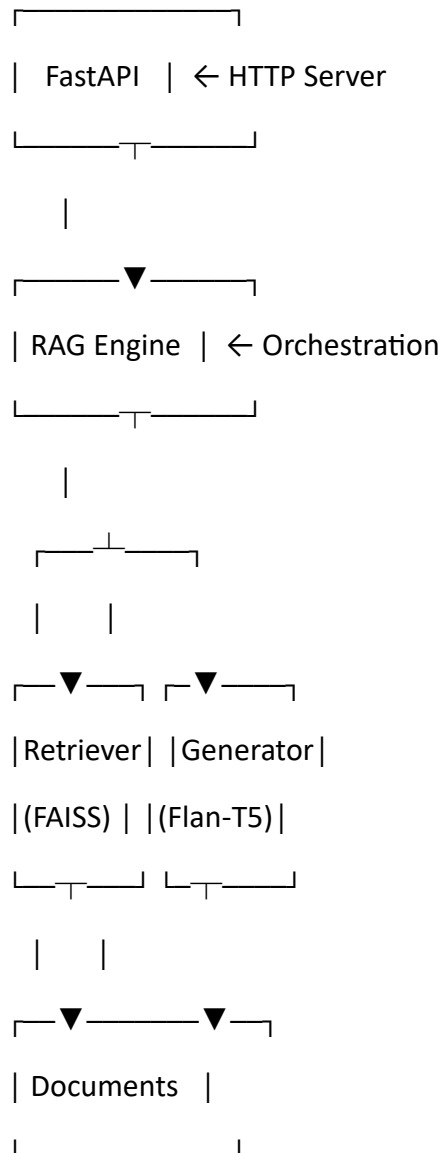 FastAPI ← HTTP Server
RAG Engine ← Orchestration
Retriever Generator
(FAISS) (Flan-T5)
Documents